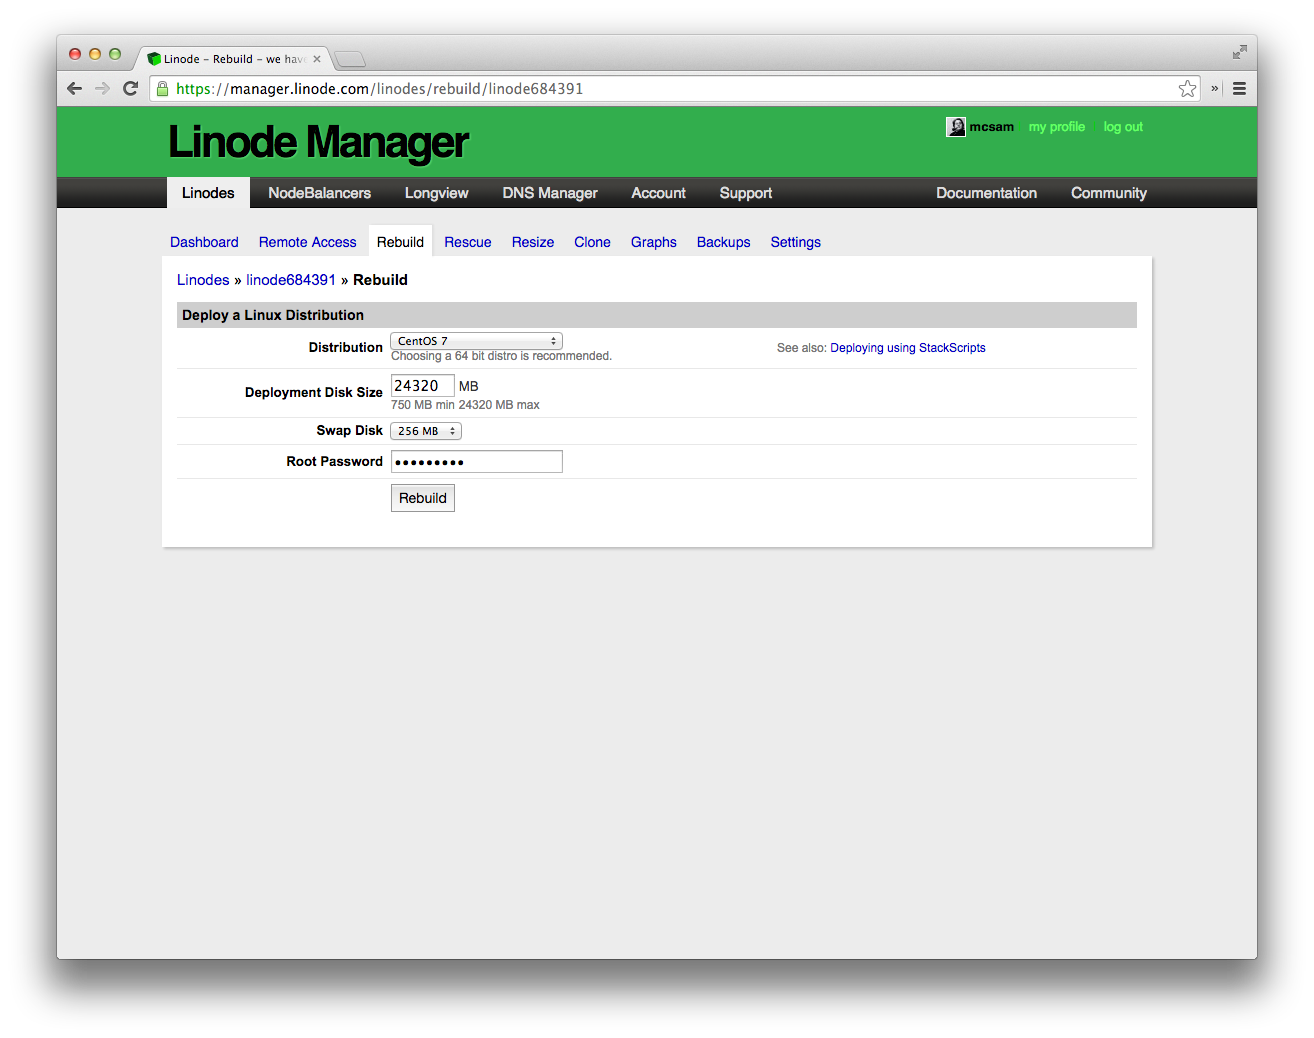 Linode – Rebuild – we hav
https://manager.linode.com/linodes/rebuild/linode684391
Linode Manager
mcsam my profile log out
Linodes NodeBalancers Longview DNS Manager Account Support Documentation Community
Dashboard Remote Access Rebuild Rescue Resize Clone Graphs Backups Settings
Linodes » linode684391 » Rebuild
Deploy a Linux Distribution
Distribution CentOS 7
Choosing a 64 bit distro is recommended.
See also: Deploying using StackScripts
Deployment Disk Size 24320 MB
750 MB min 24320 MB max
Swap Disk 256 MB
Root Password •••••••••
Rebuild